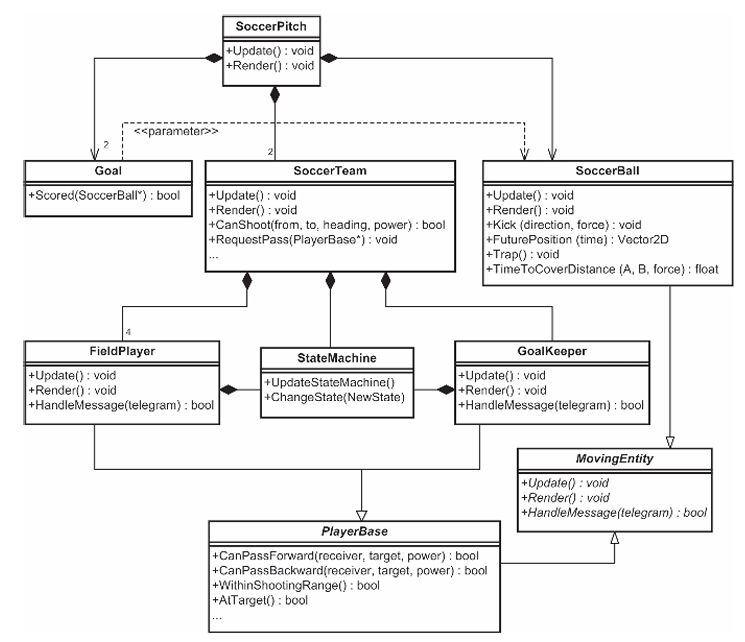 SoccerPitch
+Update() : void
+Render() : void
<<parameter>>
2
2
Goal
+Scored(SoccerBall*) : bool
SoccerTeam
+Update() : void
+Render() : void
+CanShoot(from, to, heading, power) : bool
+RequestPass(PlayerBase*) : void
...
SoccerBall
+Update() : void
+Render() : void
+Kick (direction, force) : void
+FuturePosition (time) : Vector2D
+Trap() : void
+TimeToCoverDistance (A, B, force) : float
4
FieldPlayer
+Update() : void
+Render() : void
+HandleMessage(telegram) : bool
StateMachine
+UpdateStateMachine()
+ChangeState(NewState)
GoalKeeper
+Update() : void
+Render() : void
+HandleMessage(telegram) : bool
MovingEntity
+Update() : void
+Render() : void
+HandleMessage(telegram) : bool
PlayerBase
+CanPassForward(receiver, target, power) : bool
+CanPassBackward(receiver, target, power) : bool
+WithinShootingRange() : bool
+AtTarget() : bool
...